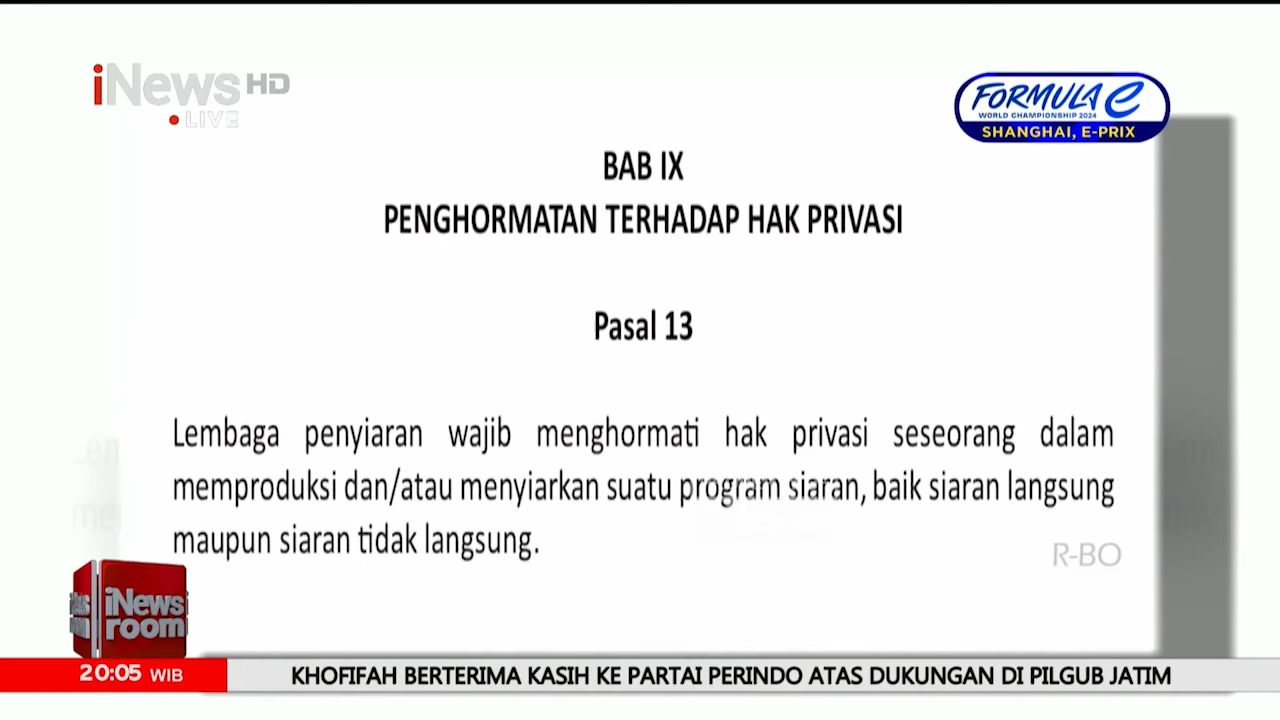 iNews HD
LIVE
FORMULA E
WORLD CHAMPIONSHIP 2024
SHANGHAI, E-PRIX
BAB IX
PENGHORMATAN TERHADAP HAK PRIVASI
Pasal 13
Lembaga penyiaran wajib menghormati hak privasi seseorang dalam
memproduksi dan/atau menyiarkan suatu program siaran, baik siaran langsung
maupun siaran tidak langsung.
R-BO
iNews
room
20:05 WIB
KHOFIFAH BERTERIMA KASIH KE PARTAI PERINDO ATAS DUKUNGAN DI PILGUB JATIM